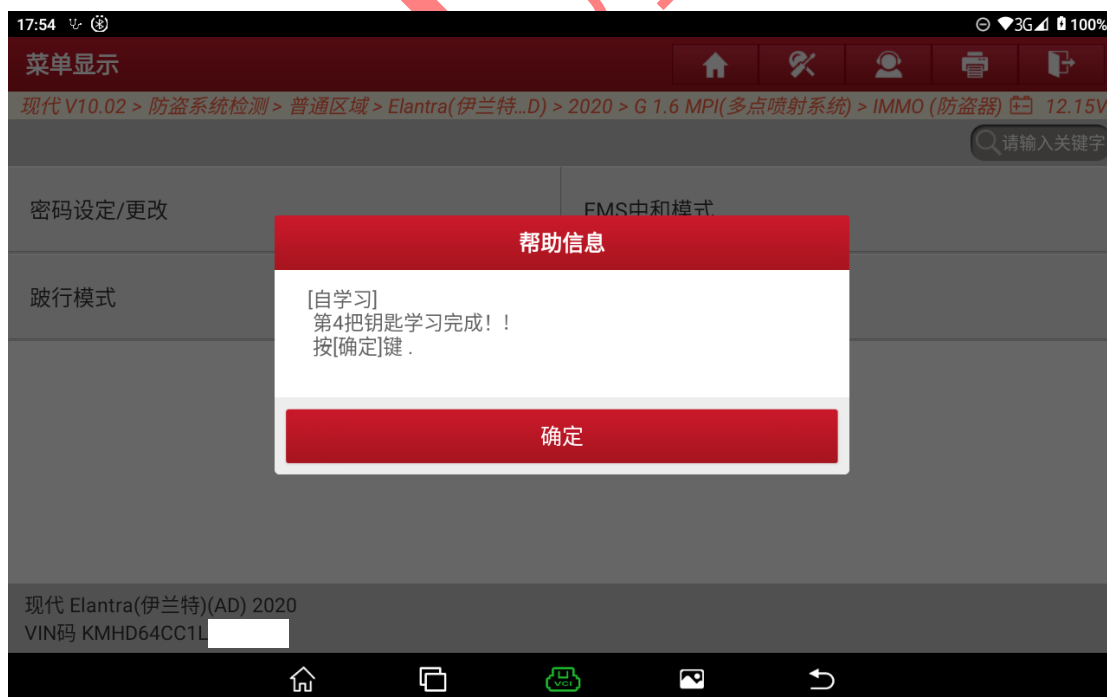 17:54
3G
100%
菜单显示
现代 V10.02 > 防盗系统检测 > 普通区域 > Elantra(伊兰特...D) > 2020 > G 1.6 MPI(多点喷射系统) > IMMO (防盗器) 12.15V
请输入关键字
密码设定/更改
EMS中和模式
帮助信息
跛行模式
[自学习]
第4把钥匙学习完成！！
按[确定]键 .
确定
现代 Elantra(伊兰特)(AD) 2020
VIN码 KMHD64CC1L
VCI